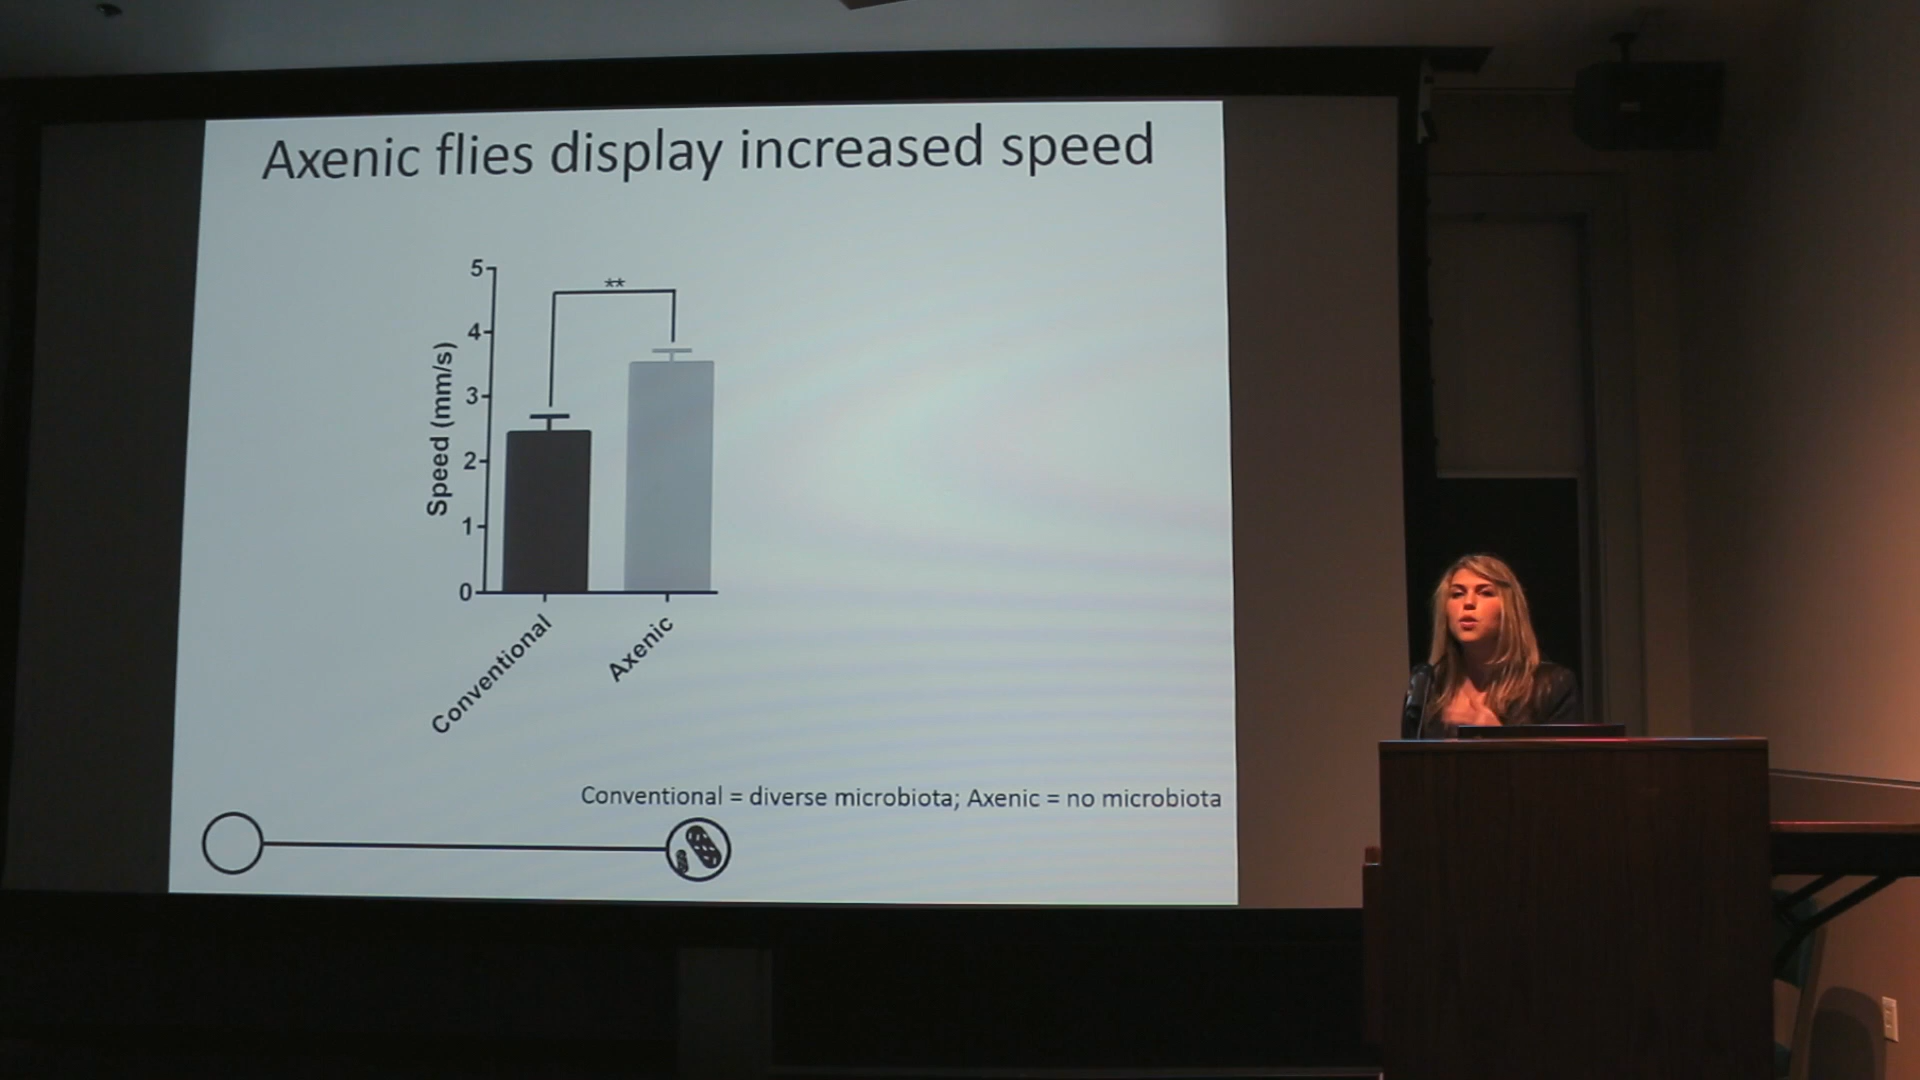 Axenic flies display increased speed
5
**
4
3
2
1
0
Speed (mm/s)
Conventional
Axenic
Conventional = diverse microbiota; Axenic = no microbiota